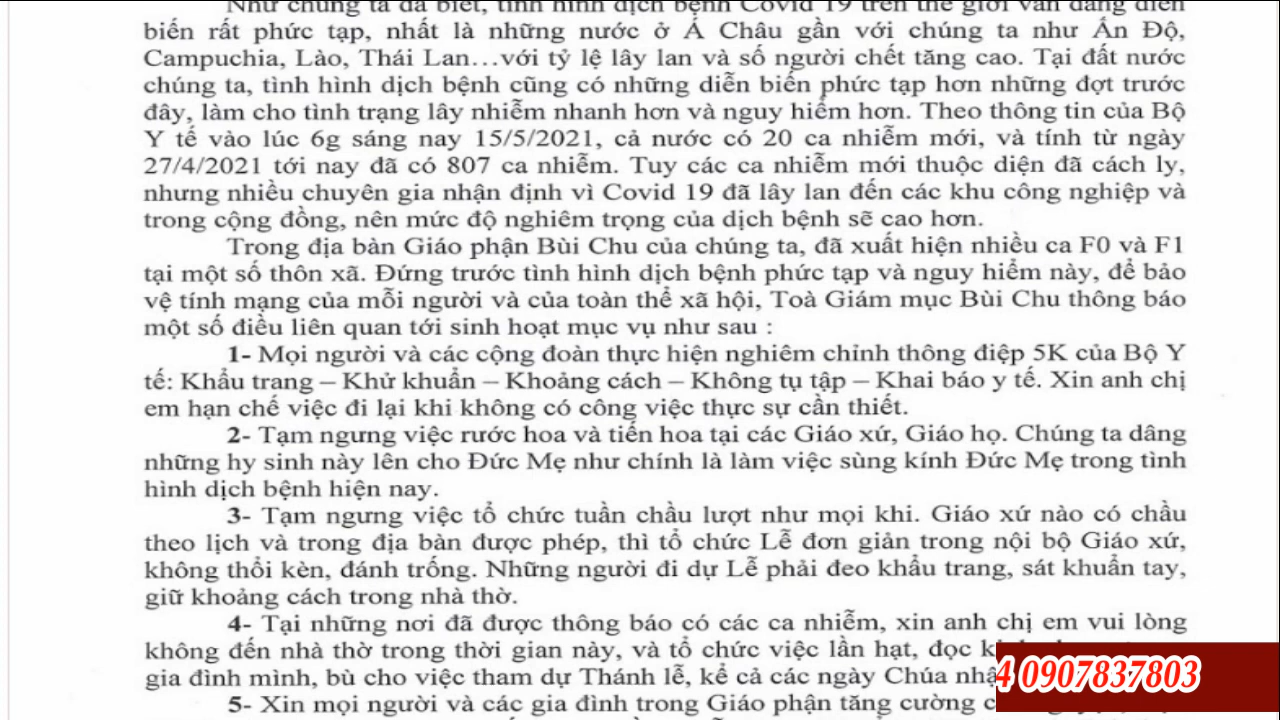 Như chúng ta đã biết, tình hình dịch bệnh Covid 19 trên thế giới vẫn đang diễn
biến rất phức tạp, nhất là những nước ở Á Châu gần với chúng ta như Ấn Độ,
Campuchia, Lào, Thái Lan…với tỷ lệ lây lan và số người chết tăng cao. Tại đất nước
chúng ta, tình hình dịch bệnh cũng có những diễn biến phức tạp hơn những đợt trước
đây, làm cho tình trạng lây nhiễm nhanh hơn và nguy hiểm hơn. Theo thông tin của Bộ
Y tế vào lúc 6g sáng nay 15/5/2021, cả nước có 20 ca nhiễm mới, và tính từ ngày
27/4/2021 tới nay đã có 807 ca nhiễm. Tuy các ca nhiễm mới thuộc diện đã cách ly,
nhưng nhiều chuyên gia nhận định vì Covid 19 đã lây lan đến các khu công nghiệp và
trong cộng đồng, nên mức độ nghiêm trọng của dịch bệnh sẽ cao hơn.
Trong địa bàn Giáo phận Bùi Chu của chúng ta, đã xuất hiện nhiều ca F0 và F1
tại một số thôn xã. Đứng trước tình hình dịch bệnh phức tạp và nguy hiểm này, để bảo
vệ tính mạng của mỗi người và của toàn thể xã hội, Toà Giám mục Bùi Chu thông báo
một số điều liên quan tới sinh hoạt mục vụ như sau :
1- Mọi người và các cộng đoàn thực hiện nghiêm chỉnh thông điệp 5K của Bộ Y
tế: Khẩu trang – Khử khuẩn – Khoảng cách – Không tụ tập – Khai báo y tế. Xin anh chị
em hạn chế việc đi lại khi không có công việc thực sự cần thiết.
2- Tạm ngưng việc rước hoa và tiến hoa tại các Giáo xứ, Giáo họ. Chúng ta dâng
những hy sinh này lên cho Đức Mẹ như chính là làm việc sùng kính Đức Mẹ trong tình
hình dịch bệnh hiện nay.
3- Tạm ngưng việc tổ chức tuần chầu lượt như mọi khi. Giáo xứ nào có chầu
theo lịch và trong địa bàn được phép, thì tổ chức Lễ đơn giản trong nội bộ Giáo xứ,
không thổi kèn, đánh trống. Những người đi dự Lễ phải đeo khẩu trang, sát khuẩn tay,
giữ khoảng cách trong nhà thờ.
4- Tại những nơi đã được thông báo có các ca nhiễm, xin anh chị em vui lòng
không đến nhà thờ trong thời gian này, và tổ chức việc lần hạt, đọc
gia đình mình, bù cho việc tham dự Thánh lễ, kể cả các ngày Chúa
4 0907837803
5- Xin mọi người và các gia đình trong Giáo phận tăng cường